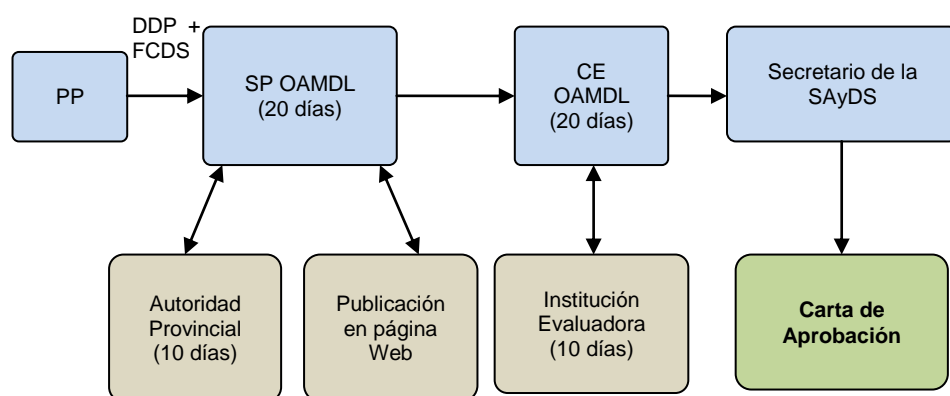 DDP +
FCDS
PP
SP OAMDL
(20 días)
CE
OAMDL
(20 días)
Secretario de la
SAyDS
Autoridad
Provincial
(10 días)
Publicación
en página
Web
Institución
Evaluadora
(10 días)
Carta de
Aprobación